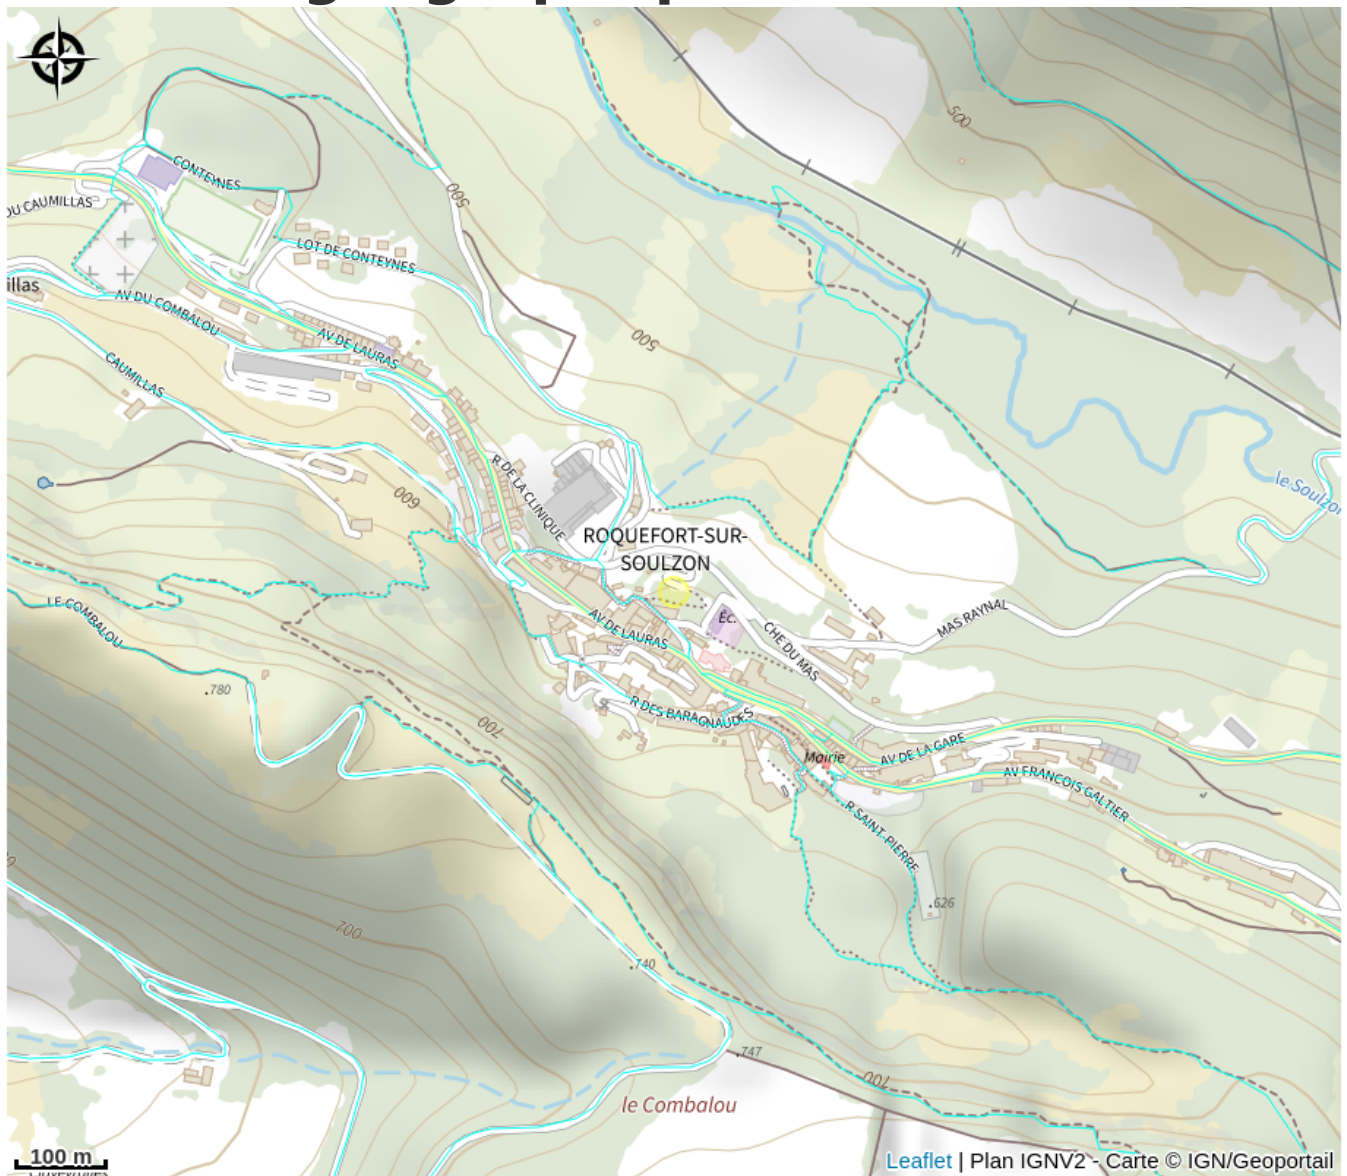 500
CONTEYNES
500
OU CAUMILLAS
LOT DE CONTEYNES
illas
AV DU COMBALOU
AV DE LAURAS
500
CAUMILLAS
R DE LA CLINIQUE
le Soulzon
600
ROQUEFORT-SUR-
SOULZON
LE COMBALOU
AV DE LAURAS
Éc.
CHE DU MAS
MAS RAYNAL
.780
R DES BARAGNAUDES
700
Mairie
AV DE LA GARE
AV FRANCOIS GALTIER
R SAINT-PIERRE
.626
700
.740
.747
700
le Combalou
100 m
Leaflet | Plan IGNV2 - Carte © IGN/Geoportail